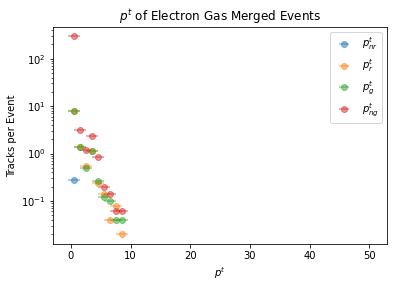 p^t of Electron Gas Merged Events
Tracks per Event
10^2
10^1
10^0
10^-1
0 10 20 30 40 50
p^t
p^t_nr
p^t_r
p^t_g
p^t_ng